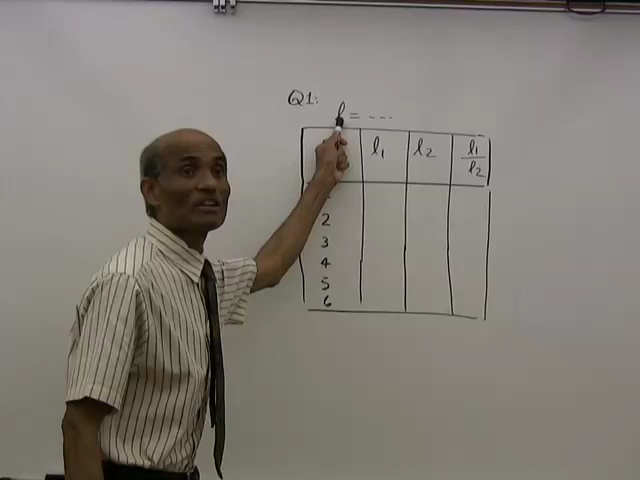 Q1:
ℓ = ---
ℓ₁ ℓ₂ ℓ₁/ℓ₂
2
3
4
5
6